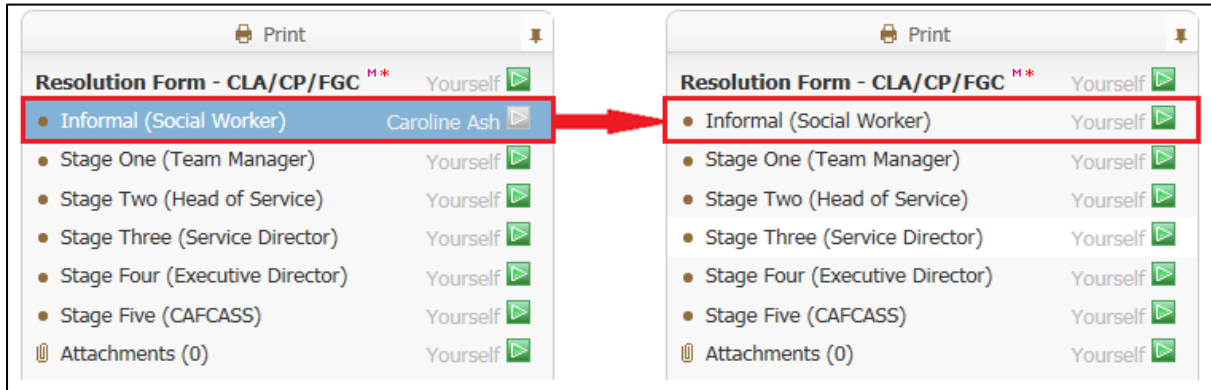 Print
Resolution Form - CLA/CP/FGC M* Yourself
Informal (Social Worker) Caroline Ash
Stage One (Team Manager) Yourself
Stage Two (Head of Service) Yourself
Stage Three (Service Director) Yourself
Stage Four (Executive Director) Yourself
Stage Five (CAFCASS) Yourself
Attachments (0) Yourself
Print
Resolution Form - CLA/CP/FGC M* Yourself
Informal (Social Worker) Yourself
Stage One (Team Manager) Yourself
Stage Two (Head of Service) Yourself
Stage Three (Service Director) Yourself
Stage Four (Executive Director) Yourself
Stage Five (CAFCASS) Yourself
Attachments (0) Yourself